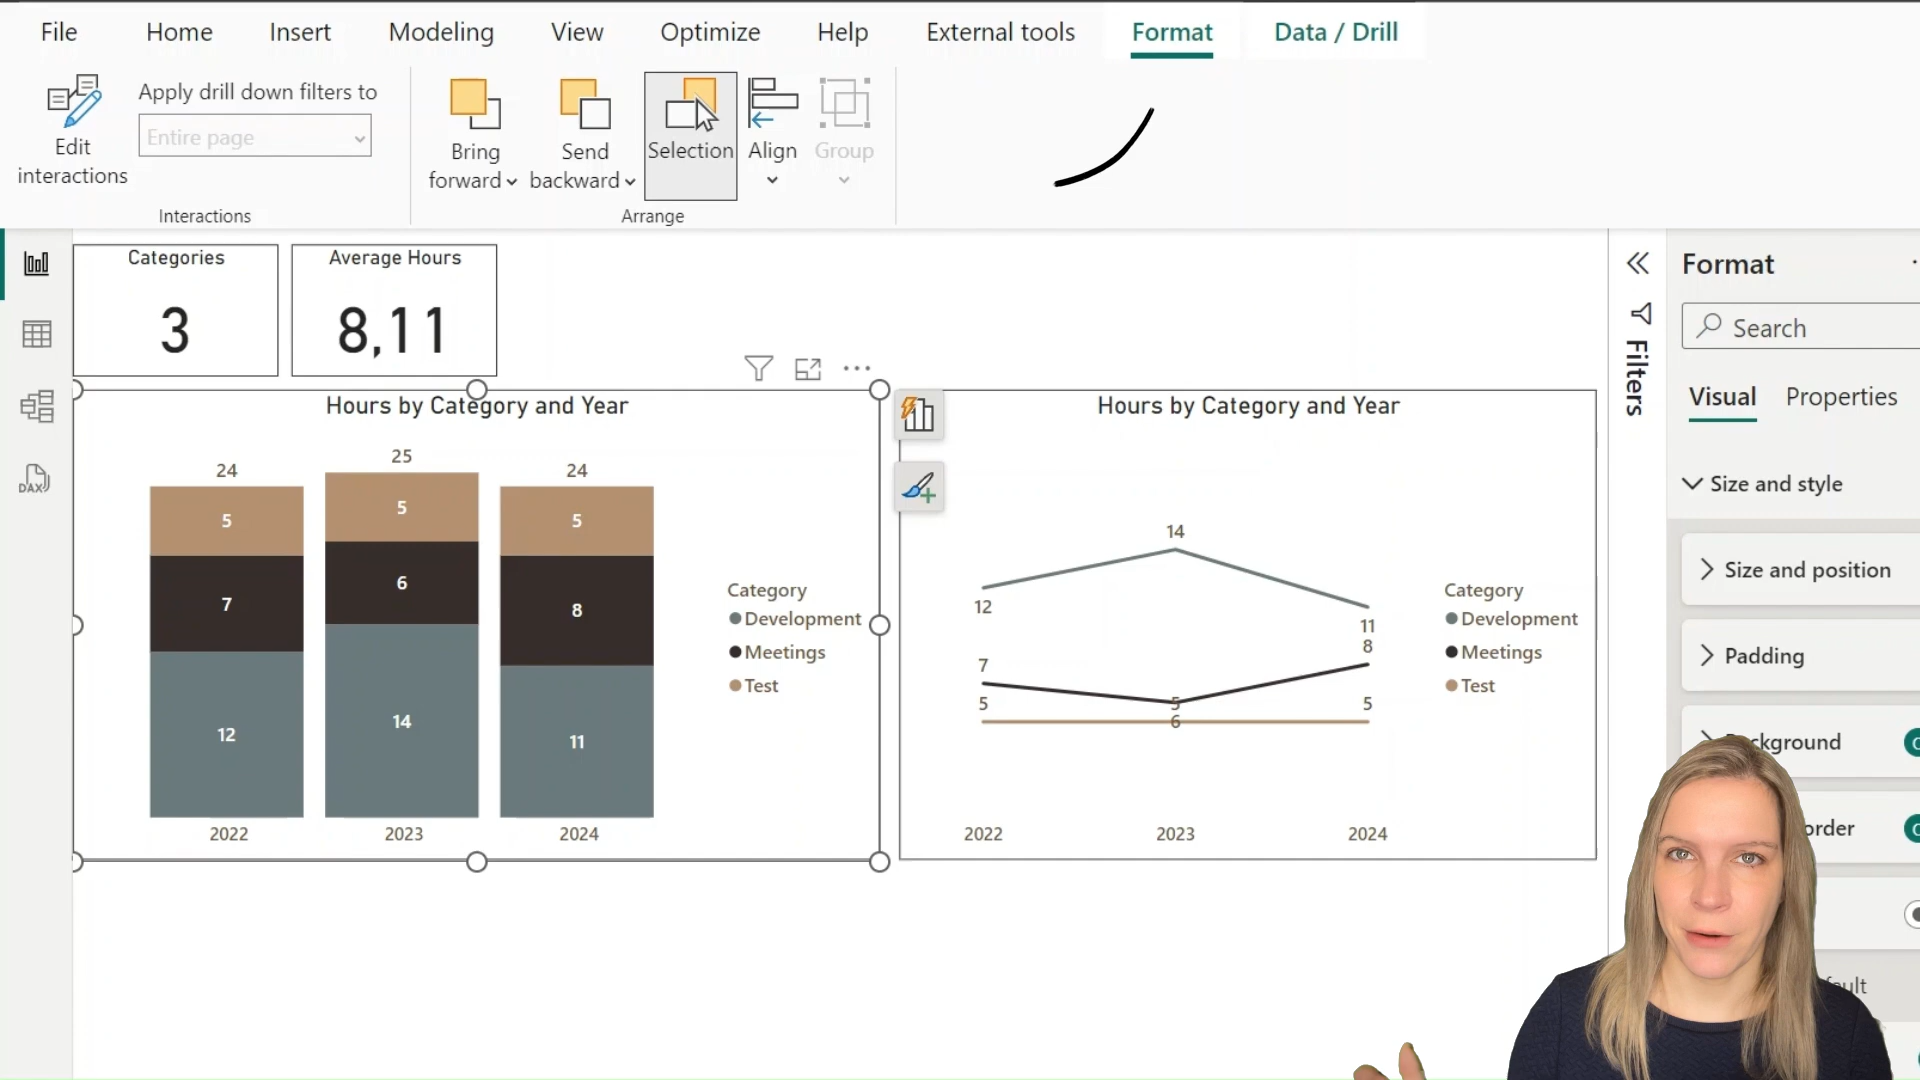 File Home Insert Modeling View Optimize Help External tools Format Data / Drill
Edit interactions
Apply drill down filters to
Entire page
Interactions
Bring forward
Send backward
Selection
Align
Group
Arrange
Categories
3
Average Hours
8,11
Hours by Category and Year
24
25
24
5
5
5
7
6
8
12
14
11
2022
2023
2024
Category
Development
Meetings
Test
Hours by Category and Year
14
12
11
8
7
5
5
6
5
2022
2023
2024
Category
Development
Meetings
Test
DAX
Filters
Format
Search
Visual Properties
Size and style
Size and position
Padding